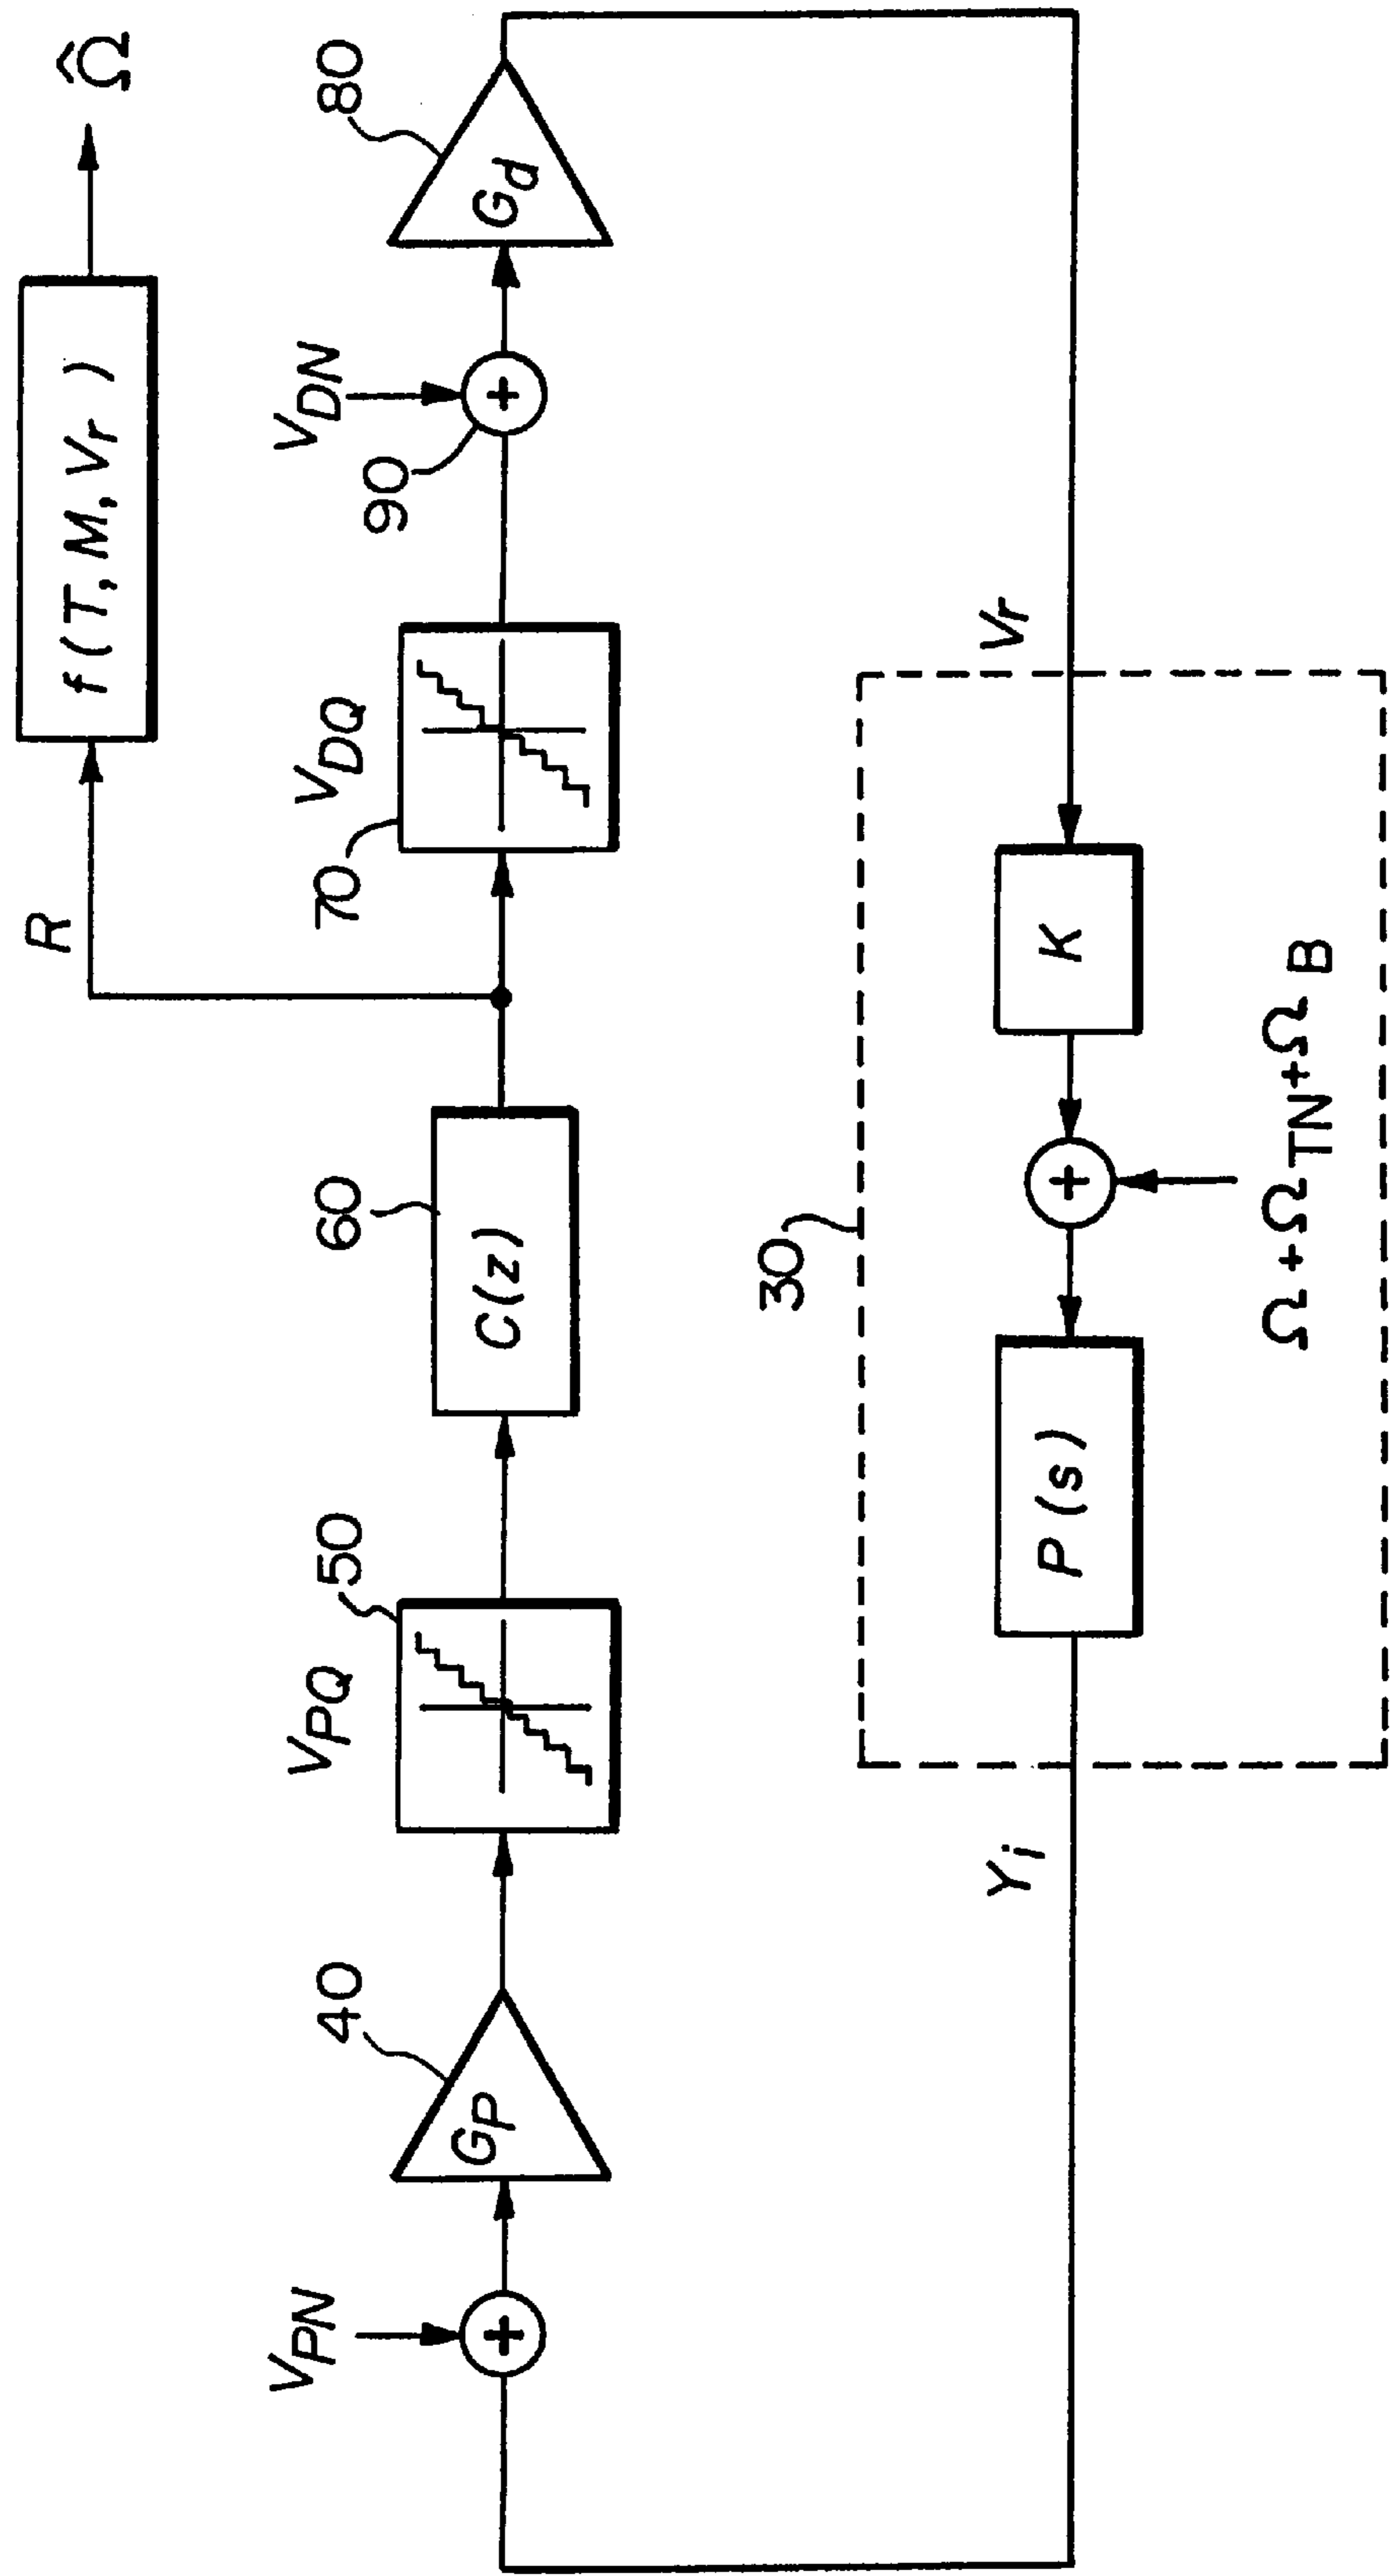 R
f(T, M, Vr)
Ω̂
VPN
GP
40
VPQ
50
C(z)
60
VDQ
70
VDN
90
Gd
80
Yi
30
P(s)
K
Vr
Ω+ΩTN+ΩB